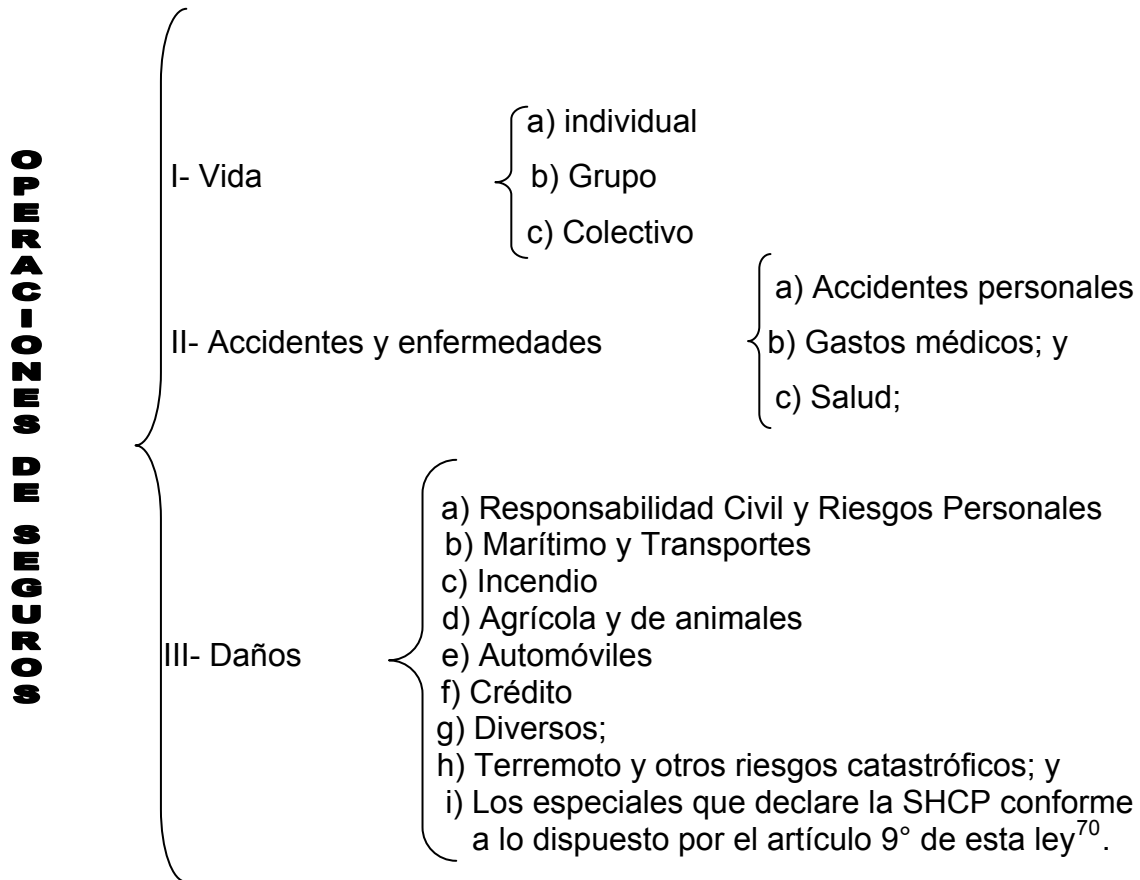 OPERACIONES DE SEGUROS
I- Vida
a) individual
b) Grupo
c) Colectivo
II- Accidentes y enfermedades
a) Accidentes personales
b) Gastos médicos; y
c) Salud;
III- Daños
a) Responsabilidad Civil y Riesgos Personales
b) Marítimo y Transportes
c) Incendio
d) Agrícola y de animales
e) Automóviles
f) Crédito
g) Diversos;
h) Terremoto y otros riesgos catastróficos; y
i) Los especiales que declare la SHCP conforme
a lo dispuesto por el artículo 9° de esta ley70.